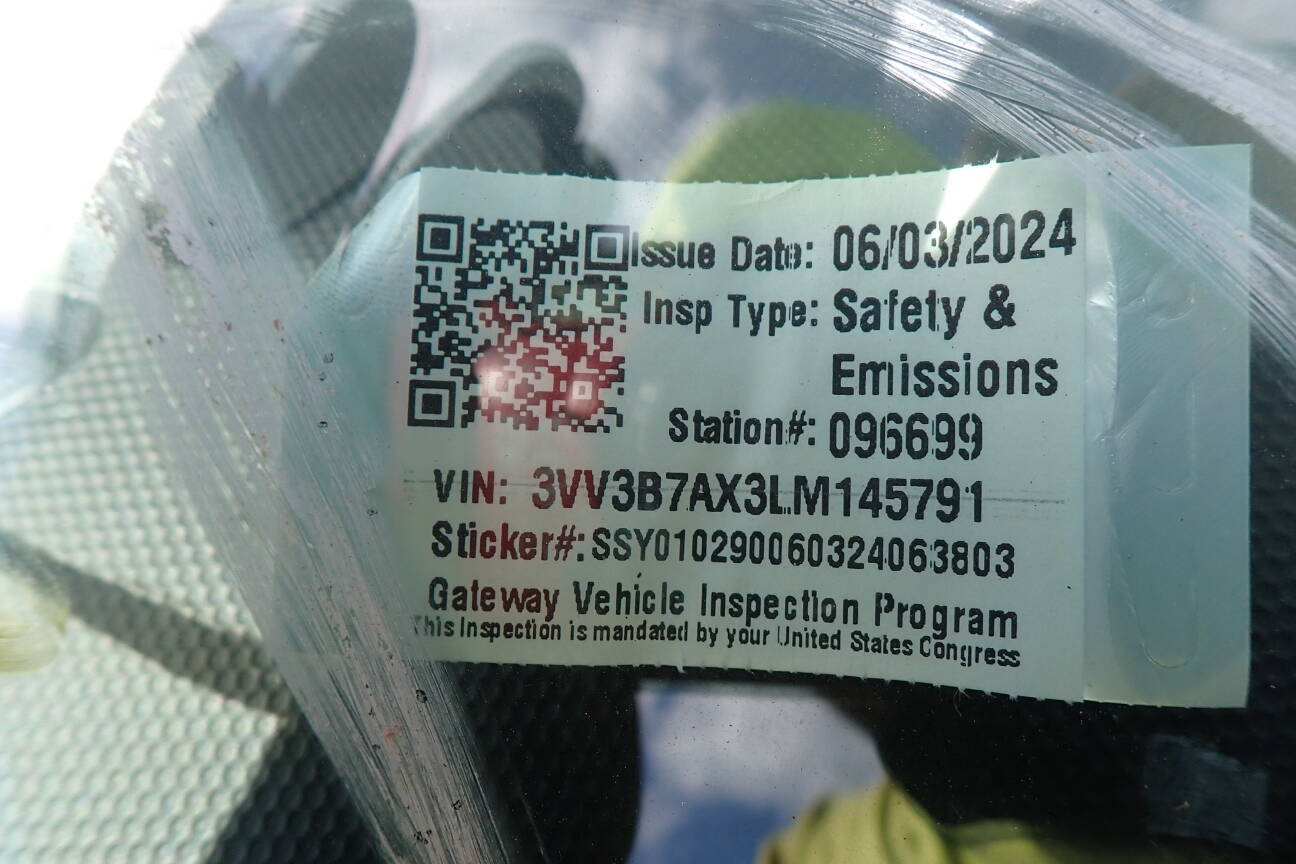 Issue Date: 06/03/2024
Insp Type: Safety &
Emissions
Station#: 096699
VIN: 3VV3B7AX3LM145791
Sticker#: SSY010290060324063803
Gateway Vehicle Inspection Program
This Inspection is mandated by your United States Congress